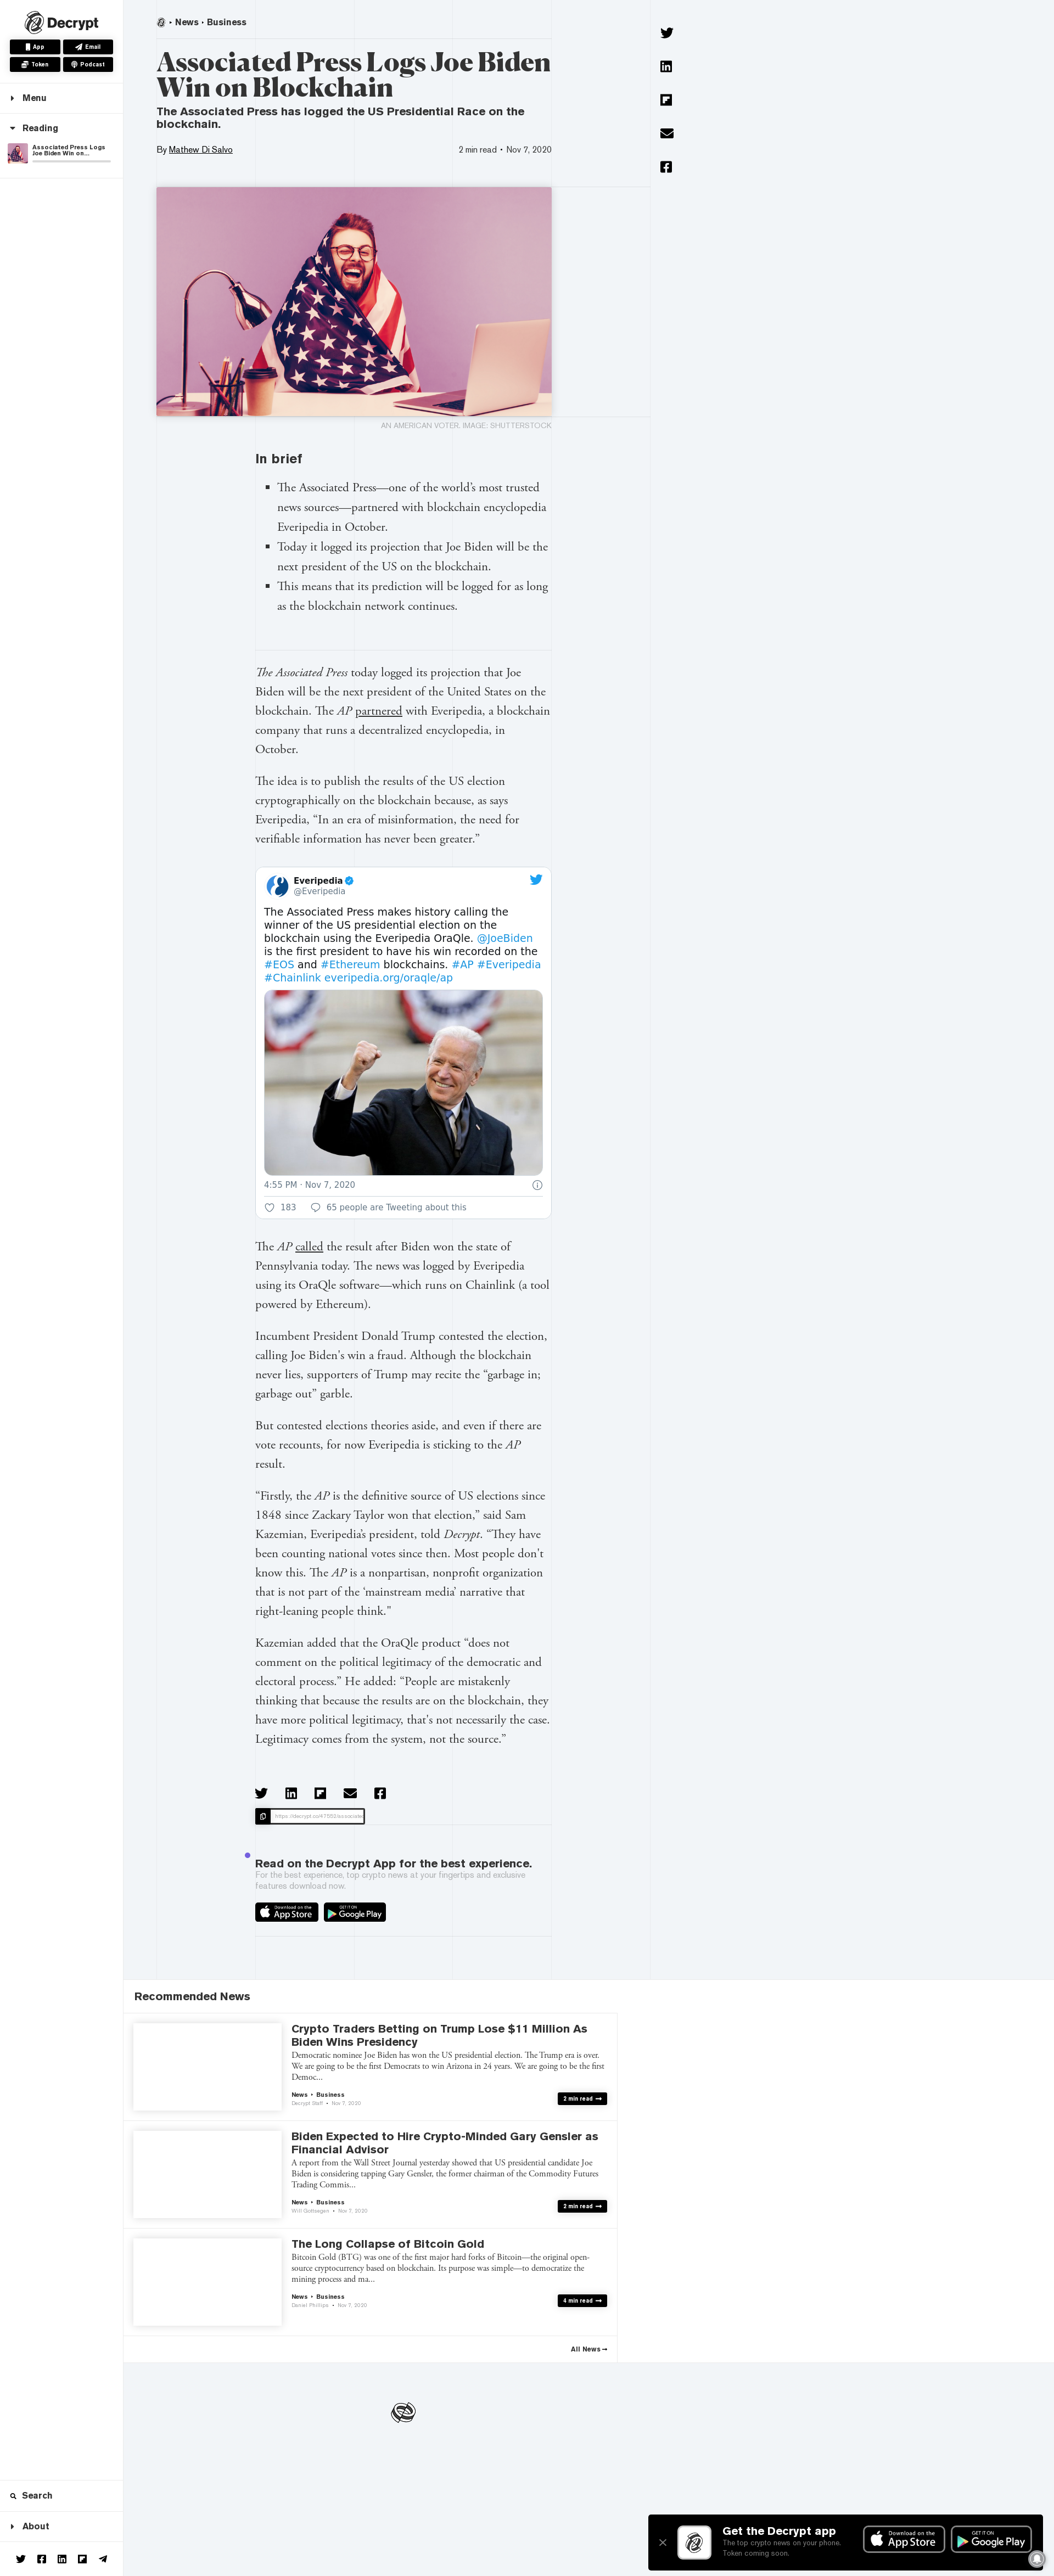 Decrypt
App
Email
Token
Podcast
Menu
Reading
Associated Press Logs
Joe Biden Win on...
• News • Business
Associated Press Logs Joe Biden
Win on Blockchain
The Associated Press has logged the US Presidential Race on the
blockchain.
By Mathew Di Salvo
2 min read • Nov 7, 2020
AN AMERICAN VOTER. IMAGE: SHUTTERSTOCK
In brief
▪ The Associated Press—one of the world’s most trusted
news sources—partnered with blockchain encyclopedia
Everipedia in October.
▪ Today it logged its projection that Joe Biden will be the
next president of the US on the blockchain.
▪ This means that its prediction will be logged for as long
as the blockchain network continues.
The Associated Press today logged its projection that Joe
Biden will be the next president of the United States on the
blockchain. The AP partnered with Everipedia, a blockchain
company that runs a decentralized encyclopedia, in
October.
The idea is to publish the results of the US election
cryptographically on the blockchain because, as says
Everipedia, “In an era of misinformation, the need for
verifiable information has never been greater.”
Everipedia
@Everipedia
The Associated Press makes history calling the
winner of the US presidential election on the
blockchain using the Everipedia OraQle. @JoeBiden
is the first president to have his win recorded on the
#EOS and #Ethereum blockchains. #AP #Everipedia
#Chainlink everipedia.org/oraqle/ap
4:55 PM · Nov 7, 2020
183
65 people are Tweeting about this
The AP called the result after Biden won the state of
Pennsylvania today. The news was logged by Everipedia
using its OraQle software—which runs on Chainlink (a tool
powered by Ethereum).
Incumbent President Donald Trump contested the election,
calling Joe Biden's win a fraud. Although the blockchain
never lies, supporters of Trump may recite the “garbage in;
garbage out” garble.
But contested elections theories aside, and even if there are
vote recounts, for now Everipedia is sticking to the AP
result.
“Firstly, the AP is the definitive source of US elections since
1848 since Zackary Taylor won that election,” said Sam
Kazemian, Everipedia’s president, told Decrypt. “They have
been counting national votes since then. Most people don't
know this. The AP is a nonpartisan, nonprofit organization
that is not part of the ‘mainstream media’ narrative that
right-leaning people think.”
Kazemian added that the OraQle product “does not
comment on the political legitimacy of the democratic and
electoral process.” He added: “People are mistakenly
thinking that because the results are on the blockchain, they
have more political legitimacy, that's not necessarily the case.
Legitimacy comes from the system, not the source.”
Read on the Decrypt App for the best experience.
For the best experience, top crypto news at your fingertips and exclusive
features download now.
Download on the
App Store
GET IT ON
Google Play
Recommended News
Crypto Traders Betting on Trump Lose $11 Million As
Biden Wins Presidency
Democratic nominee Joe Biden has won the US presidential election. The Trump era is over.
We are going to be the first Democrats to win Arizona in 24 years. We are going to be the first
Democ...
News • Business
Decrypt Staff • Nov 7, 2020
2 min read
Biden Expected to Hire Crypto-Minded Gary Gensler as
Financial Advisor
A report from the Wall Street Journal yesterday showed that US presidential candidate Joe
Biden is considering tapping Gary Gensler, the former chairman of the Commodity Futures
Trading Commis...
News • Business
Will Gottsegen • Nov 7, 2020
2 min read
The Long Collapse of Bitcoin Gold
Bitcoin Gold (BTG) was one of the first major hard forks of Bitcoin—the original open-
source cryptocurrency based on blockchain. Its purpose was simple—to democratize the
mining process and ma...
News • Business
Daniel Phillips • Nov 7, 2020
4 min read
All News
Search
About
Get the Decrypt app
The top crypto news on your phone.
Token coming soon.
Download on the
App Store
GET IT ON
Google Play